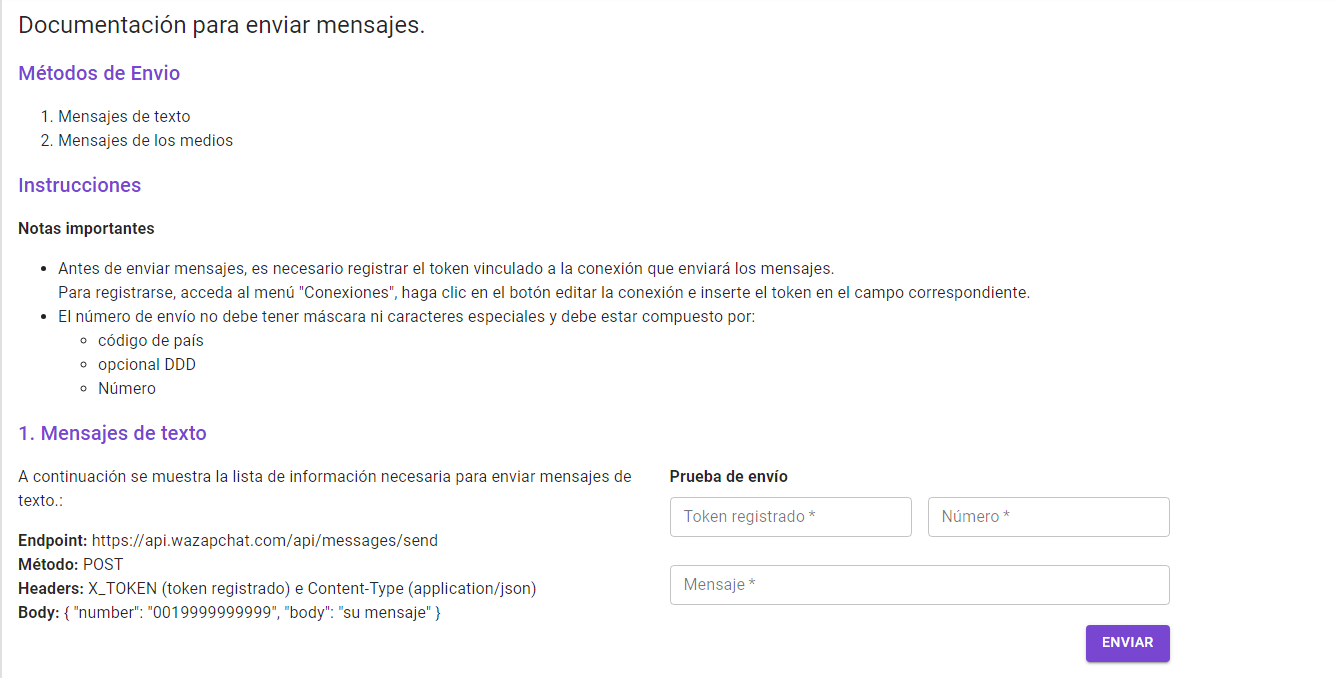 Documentación para enviar mensajes.
Métodos de Envio
1. Mensajes de texto
2. Mensajes de los medios
Instrucciones
Notas importantes
Antes de enviar mensajes, es necesario registrar el token vinculado a la conexión que enviará los mensajes.
Para registrarse, acceda al menú "Conexiones", haga clic en el botón editar la conexión e inserte el token en el campo correspondiente.
El número de envío no debe tener máscara ni caracteres especiales y debe estar compuesto por:
código de país
opcional DDD
Número
1. Mensajes de texto
A continuación se muestra la lista de información necesaria para enviar mensajes de
texto.:
Endpoint: https://api.wazapchat.com/api/messages/send
Método: POST
Headers: X_TOKEN (token registrado) e Content-Type (application/json)
Body: { "number": "0019999999999", "body": "su mensaje" }
Prueba de envío
Token registrado *
Número *
Mensaje *
ENVIAR